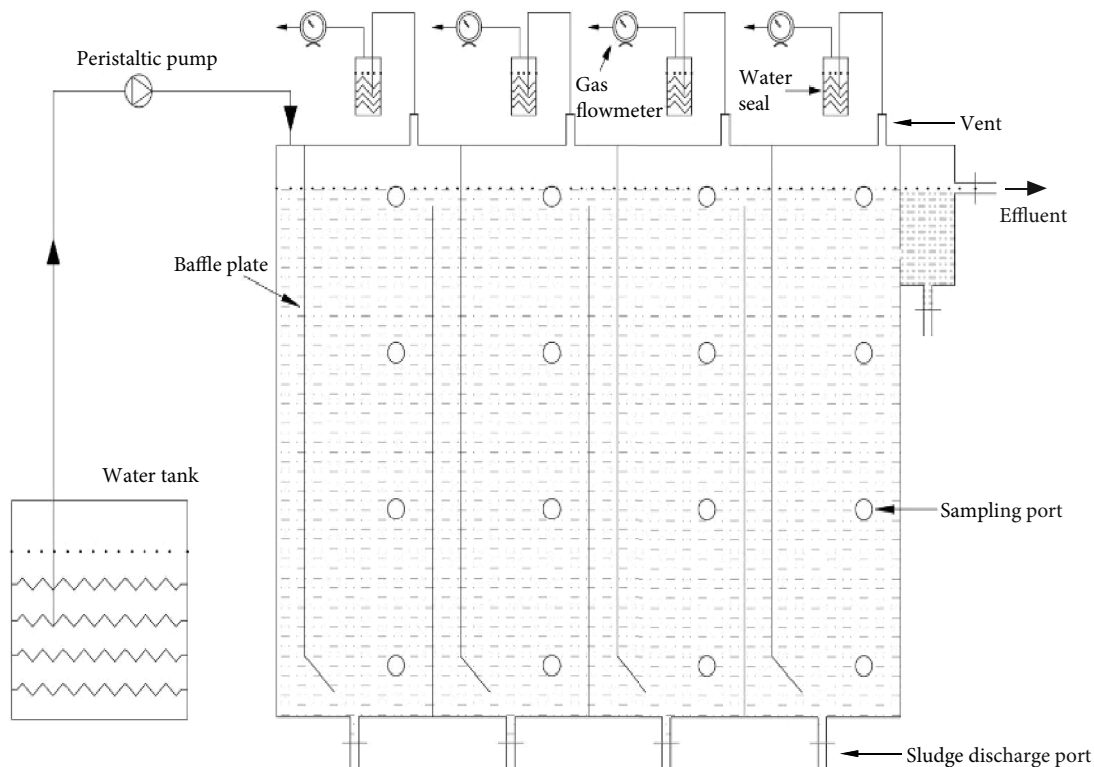 Peristaltic pump
Gas
flowmeter
Water
seal
Vent
Effluent
Baffle plate
Water tank
Sampling port
Sludge discharge port